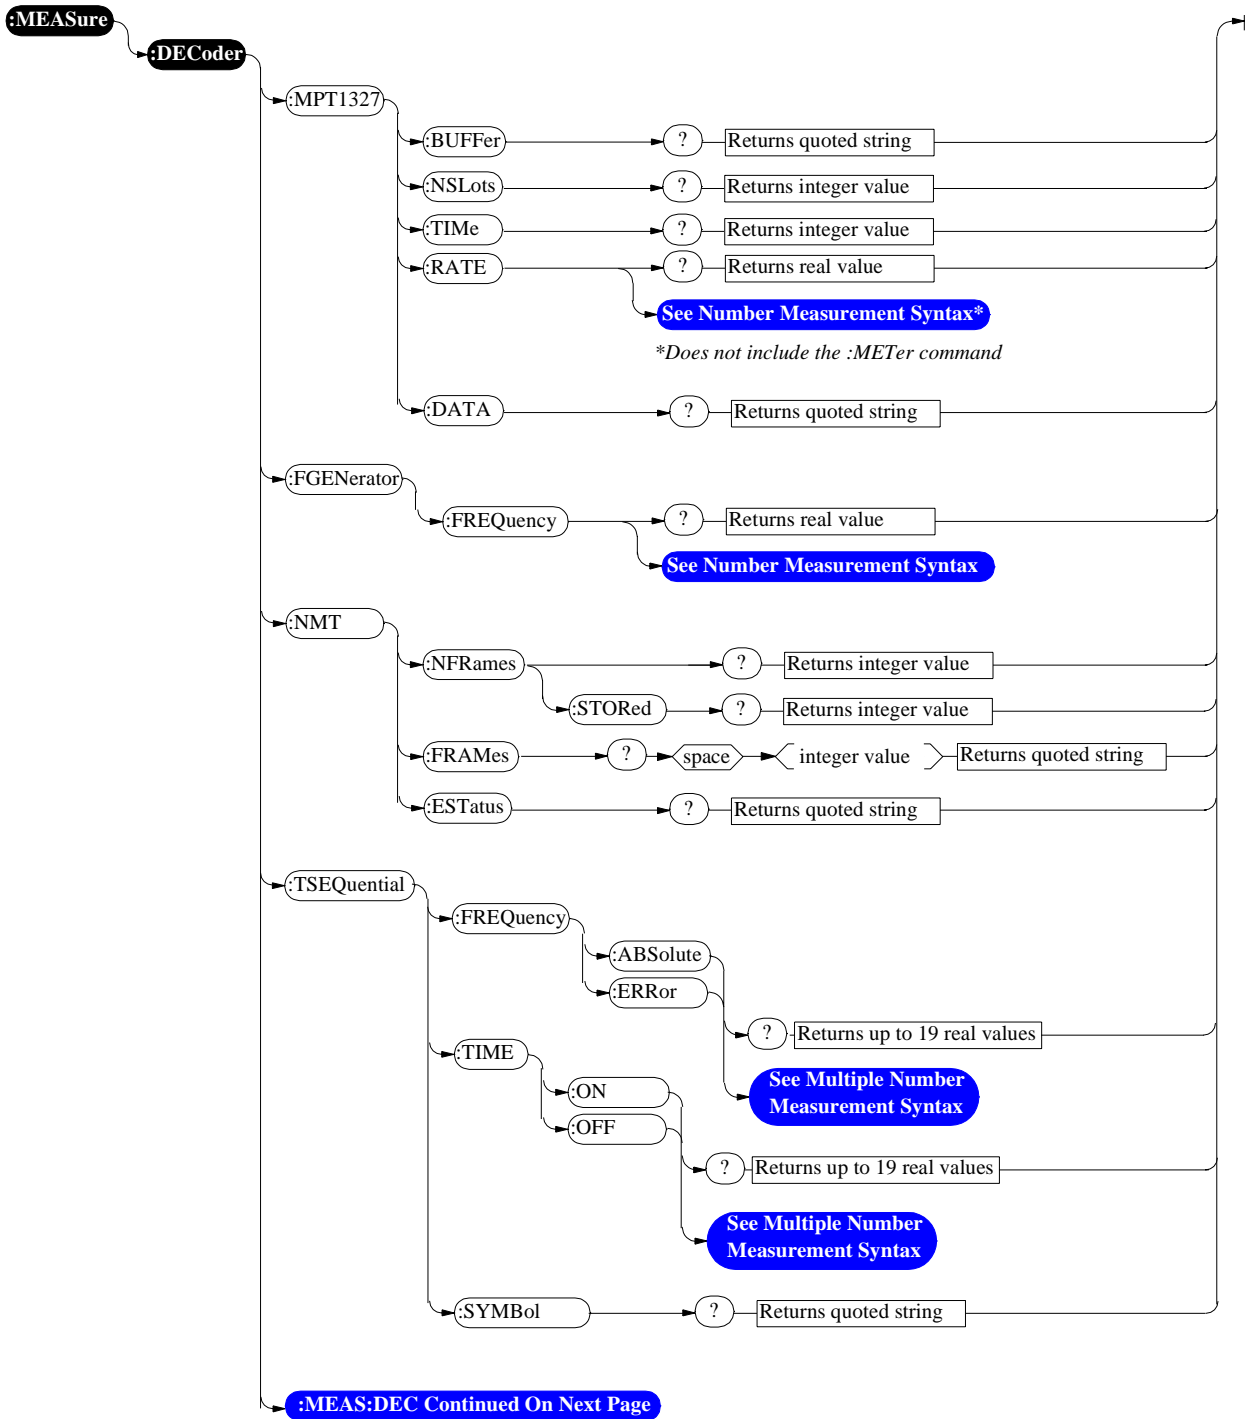 :MEASure
:DECoder
:MPT1327
:BUFFer ? Returns quoted string
:NSLots ? Returns integer value
:TIMe ? Returns integer value
:RATE ? Returns real value
See Number Measurement Syntax*
*Does not include the :METer command
:DATA ? Returns quoted string
:FGENerator
:FREQuency ? Returns real value
See Number Measurement Syntax
:NMT
:NFRames ? Returns integer value
:STORed ? Returns integer value
:FRAMes ? space integer value Returns quoted string
:ESTatus ? Returns quoted string
:TSEQuential
:FREQuency
:ABSolute
:ERRor
? Returns up to 19 real values
:TIME
See Multiple Number
Measurement Syntax
:ON
:OFF
? Returns up to 19 real values
See Multiple Number
Measurement Syntax
:SYMBol ? Returns quoted string
:MEAS:DEC Continued On Next Page